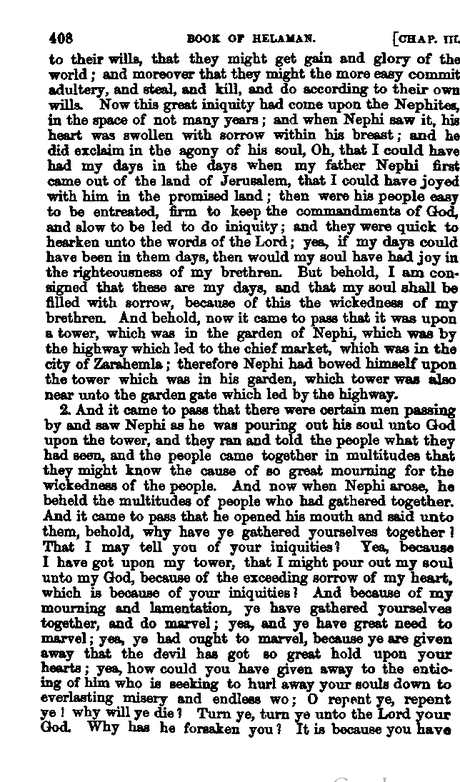 408 BOOK OF HELAMAN. [CHAP. III.
to their wills, that they might get gain and glory of the
world; and moreover that they might the more easy commit
adultery, and steal, and kill, and do according to their own
wills. Now this great iniquity had come upon the Nephites,
in the space of not many years; and when Nephi saw it, his
heart was swollen with sorrow within his breast; and he
did exclaim in the agony of his soul, Oh, that I could have
had my days in the days when my father Nephi first
came out of the land of Jerusalem, that I could have joyed
with him in the promised land; then were his people easy
to be entreated, firm to keep the commandments of God,
and slow to be led to do iniquity; and they were quick to
hearken unto the words of the Lord; yea, if my days could
have been in them days, then would my soul have had joy in
the righteousness of my brethren. But behold, I am con-
signed that these are my days, and that my soul shall be
filled with sorrow, because of this the wickedness of my
brethren. And behold, now it came to pass that it was upon
a tower, which was in the garden of Nephi, which was by
the highway which led to the chief market, which was in the
city of Zarahemla; therefore Nephi had bowed himself upon
the tower which was in his garden, which tower was also
near unto the garden gate which led by the highway.
2. And it came to pass that there were certain men passing
by and saw Nephi as he was pouring out his soul unto God
upon the tower, and they ran and told the people what they
had seen, and the people came together in multitudes that
they might know the cause of so great mourning for the
wickedness of the people. And now when Nephi arose, he
beheld the multitudes of people who had gathered together.
And it came to pass that he opened his mouth and said unto
them, behold, why have ye gathered yourselves together?
That I may tell you of your iniquities? Yea, because
I have got upon my tower, that I might pour out my soul
unto my God, because of the exceeding sorrow of my heart,
which is because of your iniquities? And because of my
mourning and lamentation, ye have gathered yourselves
together, and do marvel; yea, and ye have great need to
marvel; yea, ye had ought to marvel, because ye are given
away that the devil has got so great hold upon your
hearts; yea, how could you have given away to the entic-
ing of him who is seeking to hurl away your souls down to
everlasting misery and endless wo; O repent ye, repent
ye! why will ye die? Turn ye, turn ye unto the Lord your
God. Why has he forsaken you? It is because you have